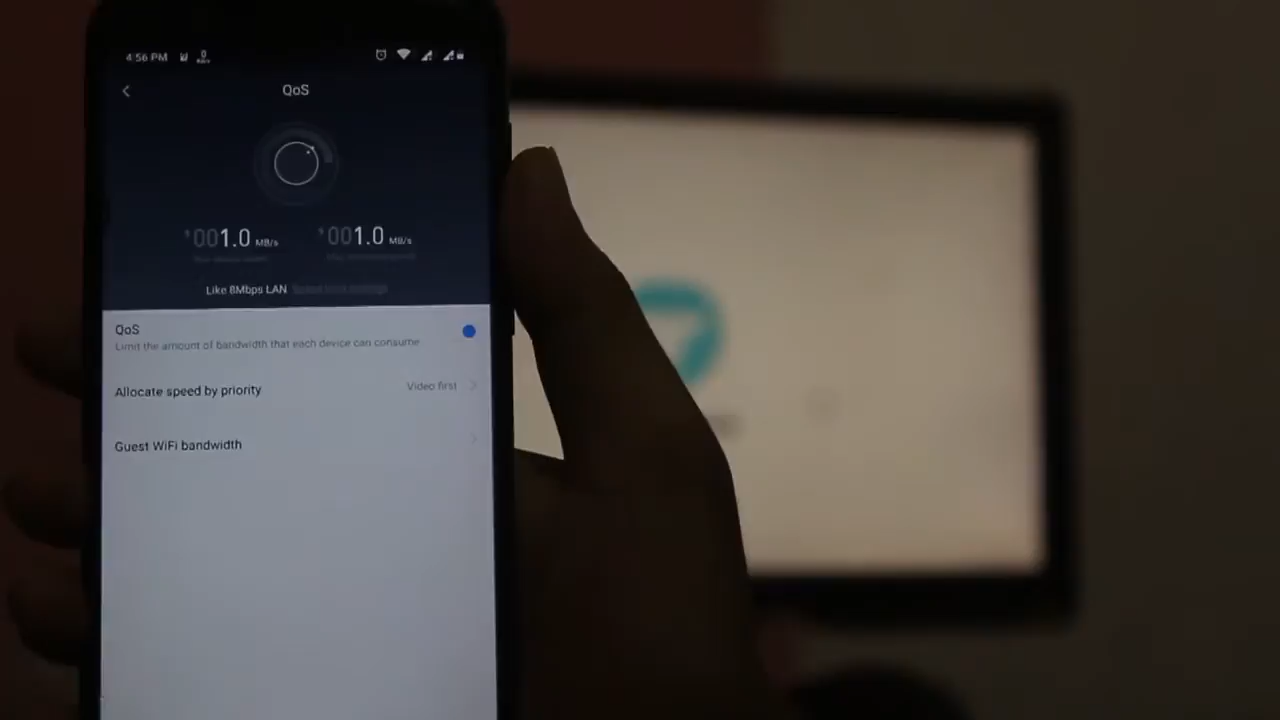 4:56 PM
QoS
001.0 MB/s 001.0 MB/s
Like 8Mbps LAN
QoS
Limit the amount of bandwidth that each device can consume
Allocate speed by priority Video first
Guest WiFi bandwidth